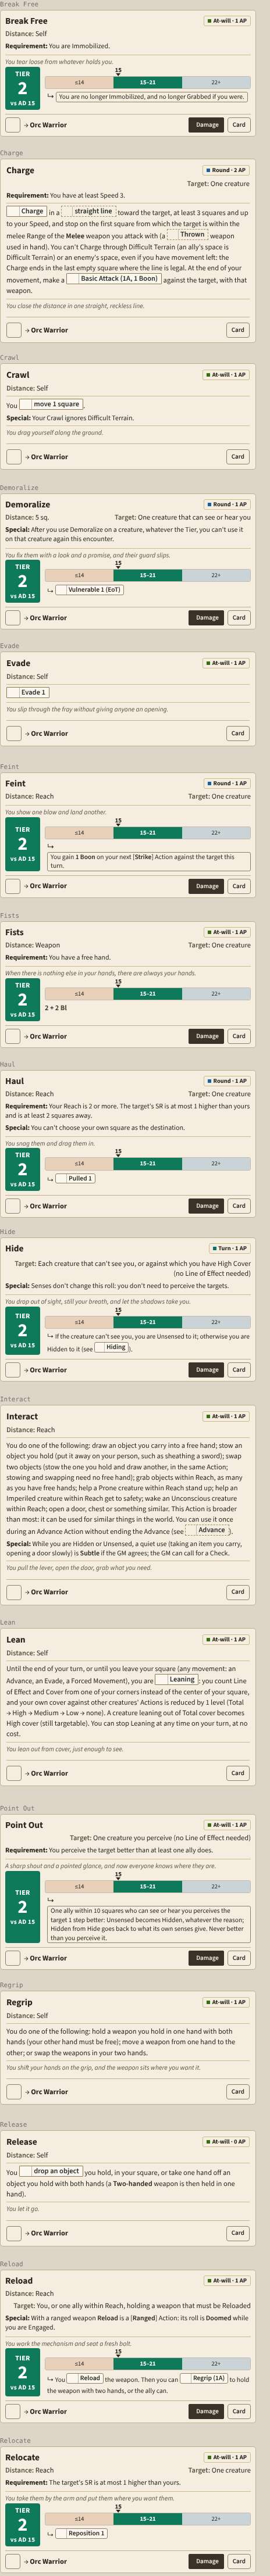 Break Free
Break Free
At-will · 1 AP
Distance: Self
Requirement: You are Immobilized.
You tear loose from whatever holds you.
TIER
2
vs AD 15
15
≤14
15–21
22+
↪ You are no longer Immobilized, and no longer Grabbed if you were.
→ Orc Warrior
Damage
Card
Charge
Charge
Round · 2 AP
Target: One creature
Requirement: You have at least Speed 3.
Charge in a straight line toward the target, at least 3 squares and up
to your Speed, and stop on the first square from which the target is within the
melee Range of the Melee weapon you attack with (a Thrown weapon
used in hand). You can't Charge through Difficult Terrain (an ally's space is
Difficult Terrain) or an enemy's space, even if you have movement left: the
Charge ends in the last empty square where the line is legal. At the end of your
movement, make a Basic Attack (1A, 1 Boon) against the target, with that
weapon.
You close the distance in one straight, reckless line.
→ Orc Warrior
Card
Crawl
Crawl
At-will · 1 AP
Distance: Self
You move 1 square.
Special: Your Crawl ignores Difficult Terrain.
You drag yourself along the ground.
→ Orc Warrior
Card
Demoralize
Demoralize
Round · 1 AP
Distance: 5 sq.
Target: One creature that can see or hear you
Special: After you use Demoralize on a creature, whatever the Tier, you can't use it
on that creature again this encounter.
You fix them with a look and a promise, and their guard slips.
TIER
2
vs AD 15
15
≤14
15–21
22+
↪ Vulnerable 1 (EoT)
→ Orc Warrior
Damage
Card
Evade
Evade
At-will · 1 AP
Distance: Self
Evade 1
You slip through the fray without giving anyone an opening.
→ Orc Warrior
Card
Feint
Feint
Round · 1 AP
Distance: Reach
Target: One creature
You show one blow and land another.
TIER
2
vs AD 15
15
≤14
15–21
22+
↪
You gain 1 Boon on your next [Strike] Action against the target this
turn.
→ Orc Warrior
Damage
Card
Fists
Fists
At-will · 1 AP
Distance: Weapon
Target: One creature
Requirement: You have a free hand.
When there is nothing else in your hands, there are always your hands.
TIER
2
vs AD 15
15
≤14
15–21
22+
2 + 2 Bl
→ Orc Warrior
Damage
Card
Haul
Haul
Round · 1 AP
Distance: Reach
Target: One creature
Requirement: Your Reach is 2 or more. The target's SR is at most 1 higher than yours
and is at least 2 squares away.
Special: You can't choose your own square as the destination.
You snag them and drag them in.
TIER
2
vs AD 15
15
≤14
15–21
22+
↪ Pulled 1
→ Orc Warrior
Damage
Card
Hide
Hide
Turn · 1 AP
Target: Each creature that can't see you, or against which you have High Cover
(no Line of Effect needed)
Special: Senses don't change this roll: you don't need to perceive the targets.
You drop out of sight, still your breath, and let the shadows take you.
TIER
2
vs AD 15
15
≤14
15–21
22+
↪ If the creature can't see you, you are Unsensed to it; otherwise you are
Hidden to it (see Hiding).
→ Orc Warrior
Damage
Card
Interact
Interact
At-will · 1 AP
Distance: Reach
You do one of the following: draw an object you carry into a free hand; stow an
object you hold (put it away on your person, such as sheathing a sword); swap
two objects (stow the one you hold and draw another, in the same Action;
stowing and swapping need no free hand); grab objects within Reach, as many
as you have free hands; help a Prone creature within Reach stand up; help an
Imperiled creature within Reach get to safety; make an Unconscious creature
within Reach; open a door, chest or something similar. This Action is broader
than most: it can be used for similar things in the world. You can use it once
during an Advance Action without ending the Advance (see Advance).
Special: While you are Hidden or Unsensed, a quiet use (taking an item you carry,
opening a door slowly) is Subtle if the GM agrees; the GM can call for a Check.
You pull the lever, open the door, grab what you need.
→ Orc Warrior
Card
Lean
Lean
At-will · 1 AP
Distance: Self
Until the end of your turn, or until you leave your square (any movement: an
Advance, an Evade, a Forced Movement), you are Leaning: you count Line
of Effect and Cover from one of your corners instead of the center of your square,
and your own cover against other creatures' Actions is reduced by 1 level (Total
→ High → Medium → Low → none). A creature leaning out of Total cover becomes
High cover (still targetable). You can stop Leaning at any time on your turn, at no
cost.
You lean out from cover, just enough to see.
→ Orc Warrior
Card
Point Out
Point Out
At-will · 1 AP
Target: One creature you perceive (no Line of Effect needed)
Requirement: You perceive the target better than at least one ally does.
A sharp shout and a pointed glance, and now everyone knows where they are.
TIER
2
vs AD 15
15
≤14
15–21
22+
↪
One ally within 10 squares who can see or hear you perceives the
target 1 step better: Unsensed becomes Hidden, whatever the reason;
Hidden from Hide goes back to what its own senses give. Never better
than you perceive it.
→ Orc Warrior
Damage
Card
Regrip
Regrip
At-will · 1 AP
Distance: Self
You do one of the following: hold a weapon you hold in one hand with both
hands (your other hand must be free); move a weapon from one hand to the
other; or swap the weapons in your two hands.
You shift your hands on the grip, and the weapon sits where you want it.
→ Orc Warrior
Card
Release
Release
At-will · 0 AP
Distance: Self
You drop an object you hold, in your square, or take one hand off an
object you hold with both hands (a Two-handed weapon is then held in one
hand).
You let it go.
→ Orc Warrior
Card
Reload
Reload
At-will · 1 AP
Distance: Reach
Target: You, or one ally within Reach, holding a weapon that must be Reloaded
Special: With a ranged weapon Reload is a [Ranged] Action: its roll is Doomed while
you are Engaged.
You work the mechanism and seat a fresh bolt.
TIER
2
vs AD 15
15
≤14
15–21
22+
↪ You Reload the weapon. Then you can Regrip (1A) to hold
the weapon with two hands, or the ally can.
→ Orc Warrior
Damage
Card
Relocate
Relocate
At-will · 1 AP
Distance: Reach
Target: One creature
Requirement: The target's SR is at most 1 higher than yours.
You take them by the arm and put them where you want them.
TIER
2
vs AD 15
15
≤14
15–21
22+
↪ Reposition 1
→ Orc Warrior
Damage
Card